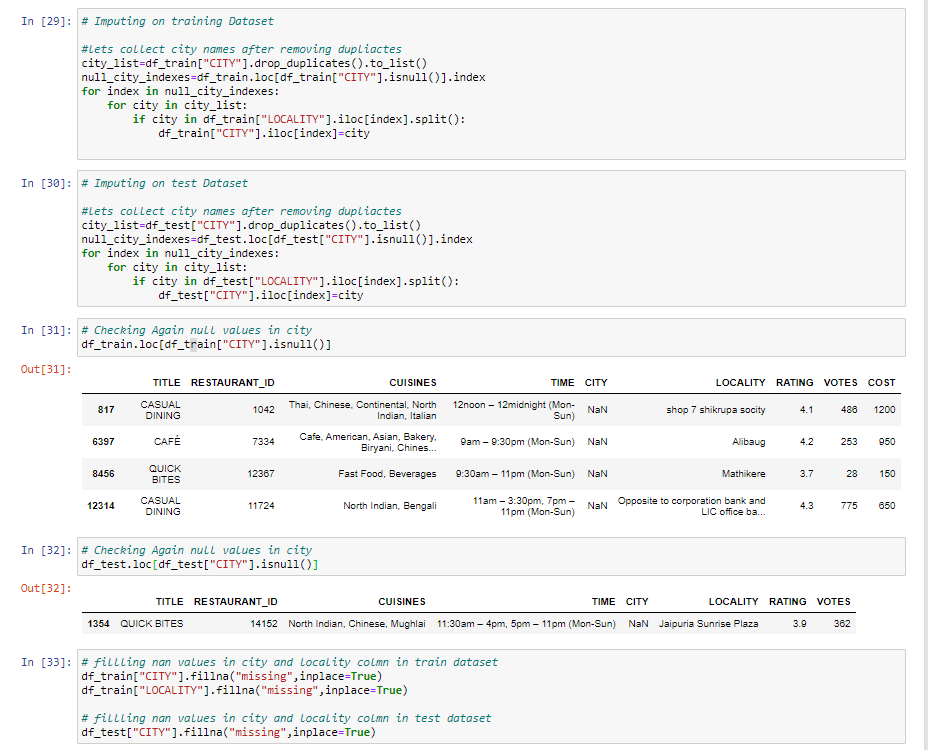 In [29]: # Imputing on training Dataset
#lets collect city names after removing dupliactes
city_list=df_train["CITY"].drop_duplicates().to_list()
null_city_indexes=df_train.loc[df_train["CITY"].isnull()].index
for index in null_city_indexes:
    for city in city_list:
        if city in df_train["LOCALITY"].iloc[index].split():
            df_train["CITY"].iloc[index]=city
In [30]: # Imputing on test Dataset
#lets collect city names after removing dupliactes
city_list=df_test["CITY"].drop_duplicates().to_list()
null_city_indexes=df_test.loc[df_test["CITY"].isnull()].index
for index in null_city_indexes:
    for city in city_list:
        if city in df_test["LOCALITY"].iloc[index].split():
            df_test["CITY"].iloc[index]=city
In [31]: # Checking Again null values in city
df_train.loc[df_train["CITY"].isnull()]
Out[31]:
TITLE RESTAURANT_ID CUISINES TIME CITY LOCALITY RATING VOTES COST
817 CASUAL DINING 1042 Thai, Chinese, Continental, North Indian, Italian 12noon – 12midnight (Mon-Sun) NaN shop 7 shikrupa socity 4.1 486 1200
6397 CAFÉ 7334 Cafe, American, Asian, Bakery, Biryani, Chines... 9am – 9:30pm (Mon-Sun) NaN Alibaug 4.2 253 950
8456 QUICK BITES 12367 Fast Food, Beverages 9:30am – 11pm (Mon-Sun) NaN Mathikere 3.7 28 150
12314 CASUAL DINING 11724 North Indian, Bengali 11am – 3:30pm, 7pm – 11pm (Mon-Sun) NaN Opposite to corporation bank and LIC office ba... 4.3 775 650
In [32]: # Checking Again null values in city
df_test.loc[df_test["CITY"].isnull()]
Out[32]:
TITLE RESTAURANT_ID CUISINES TIME CITY LOCALITY RATING VOTES
1354 QUICK BITES 14152 North Indian, Chinese, Mughlai 11:30am – 4pm, 5pm – 11pm (Mon-Sun) NaN Jaipuria Sunrise Plaza 3.9 362
In [33]: # fillling nan values in city and locality colmn in train dataset
df_train["CITY"].fillna("missing",inplace=True)
df_train["LOCALITY"].fillna("missing",inplace=True)
# fillling nan values in city and locality colmn in test dataset
df_test["CITY"].fillna("missing",inplace=True)